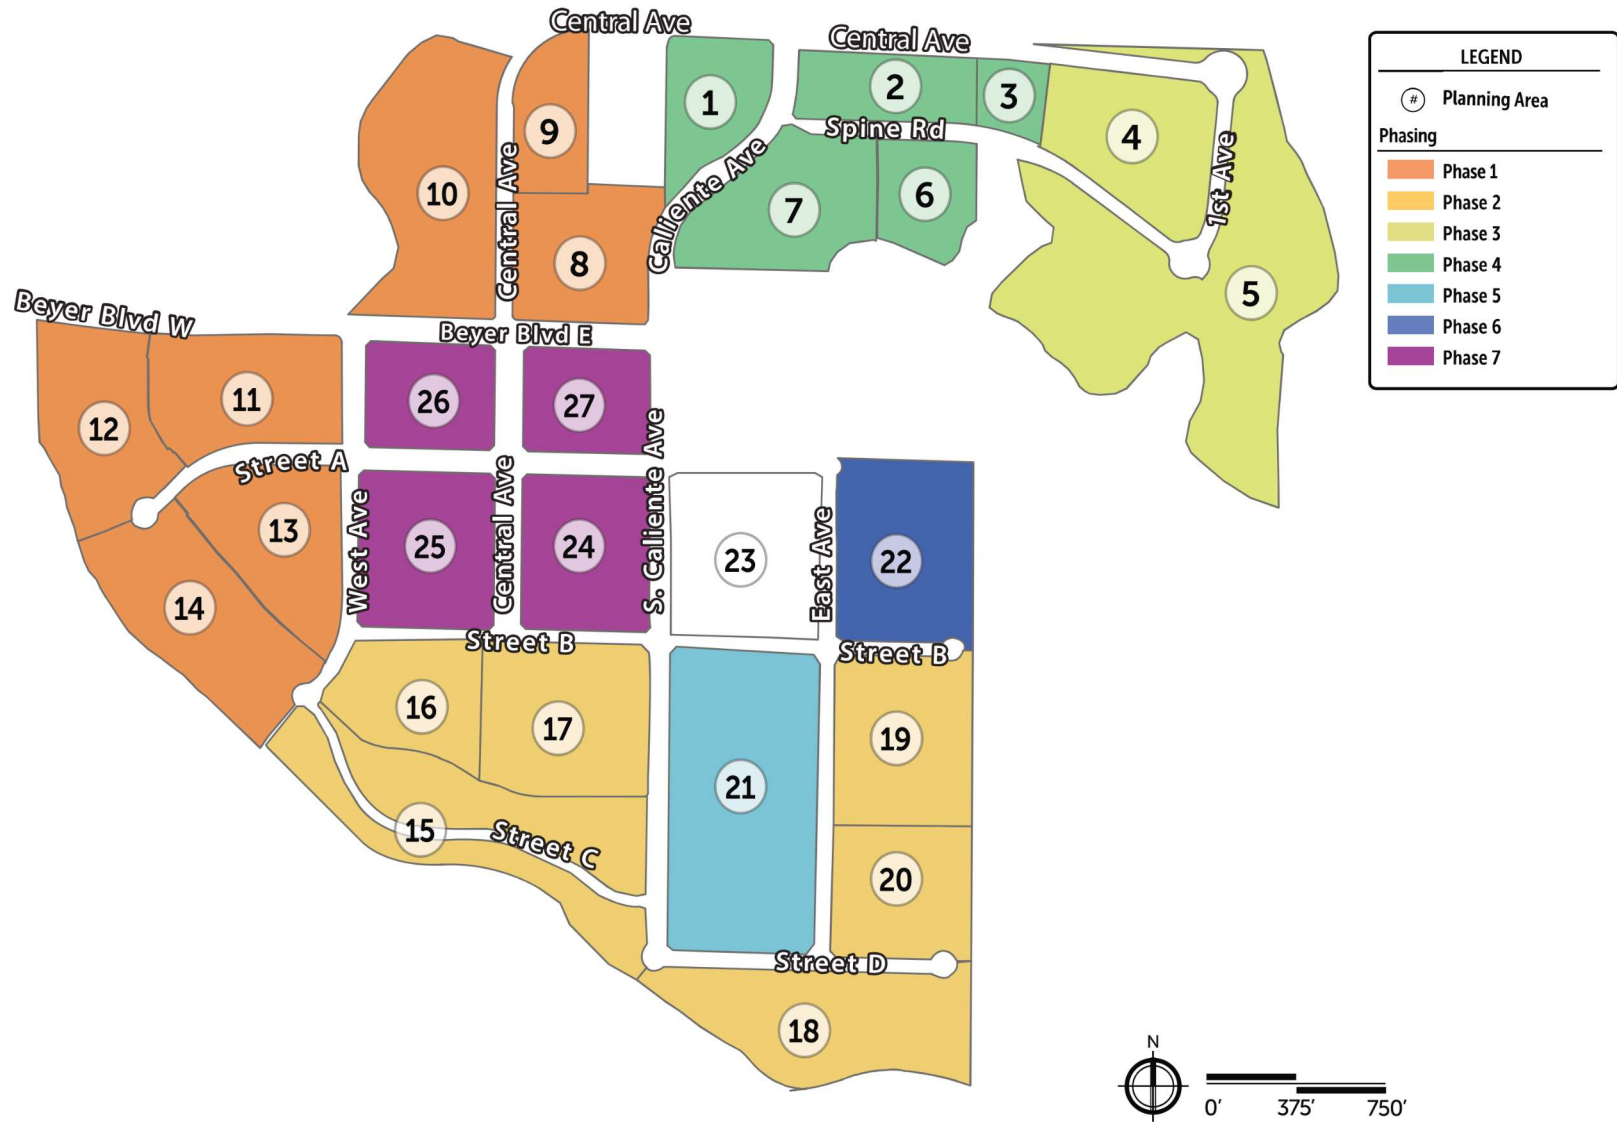 Central Ave
Central Ave
LEGEND
# Planning Area
Phasing
Phase 1
Phase 2
Phase 3
Phase 4
Phase 5
Phase 6
Phase 7
1
2
3
4
Spine Rd
9
10
Central Ave
Caliente Ave
1st Ave
7
6
8
5
Beyer Blvd W
Beyer Blvd E
11
12
26
27
Street A
13
14
West Ave
25
Central Ave
24
S. Caliente Ave
23
East Ave
22
Street B
Street B
16
17
19
21
15
Street C
20
Street D
18
N
0' 375' 750'